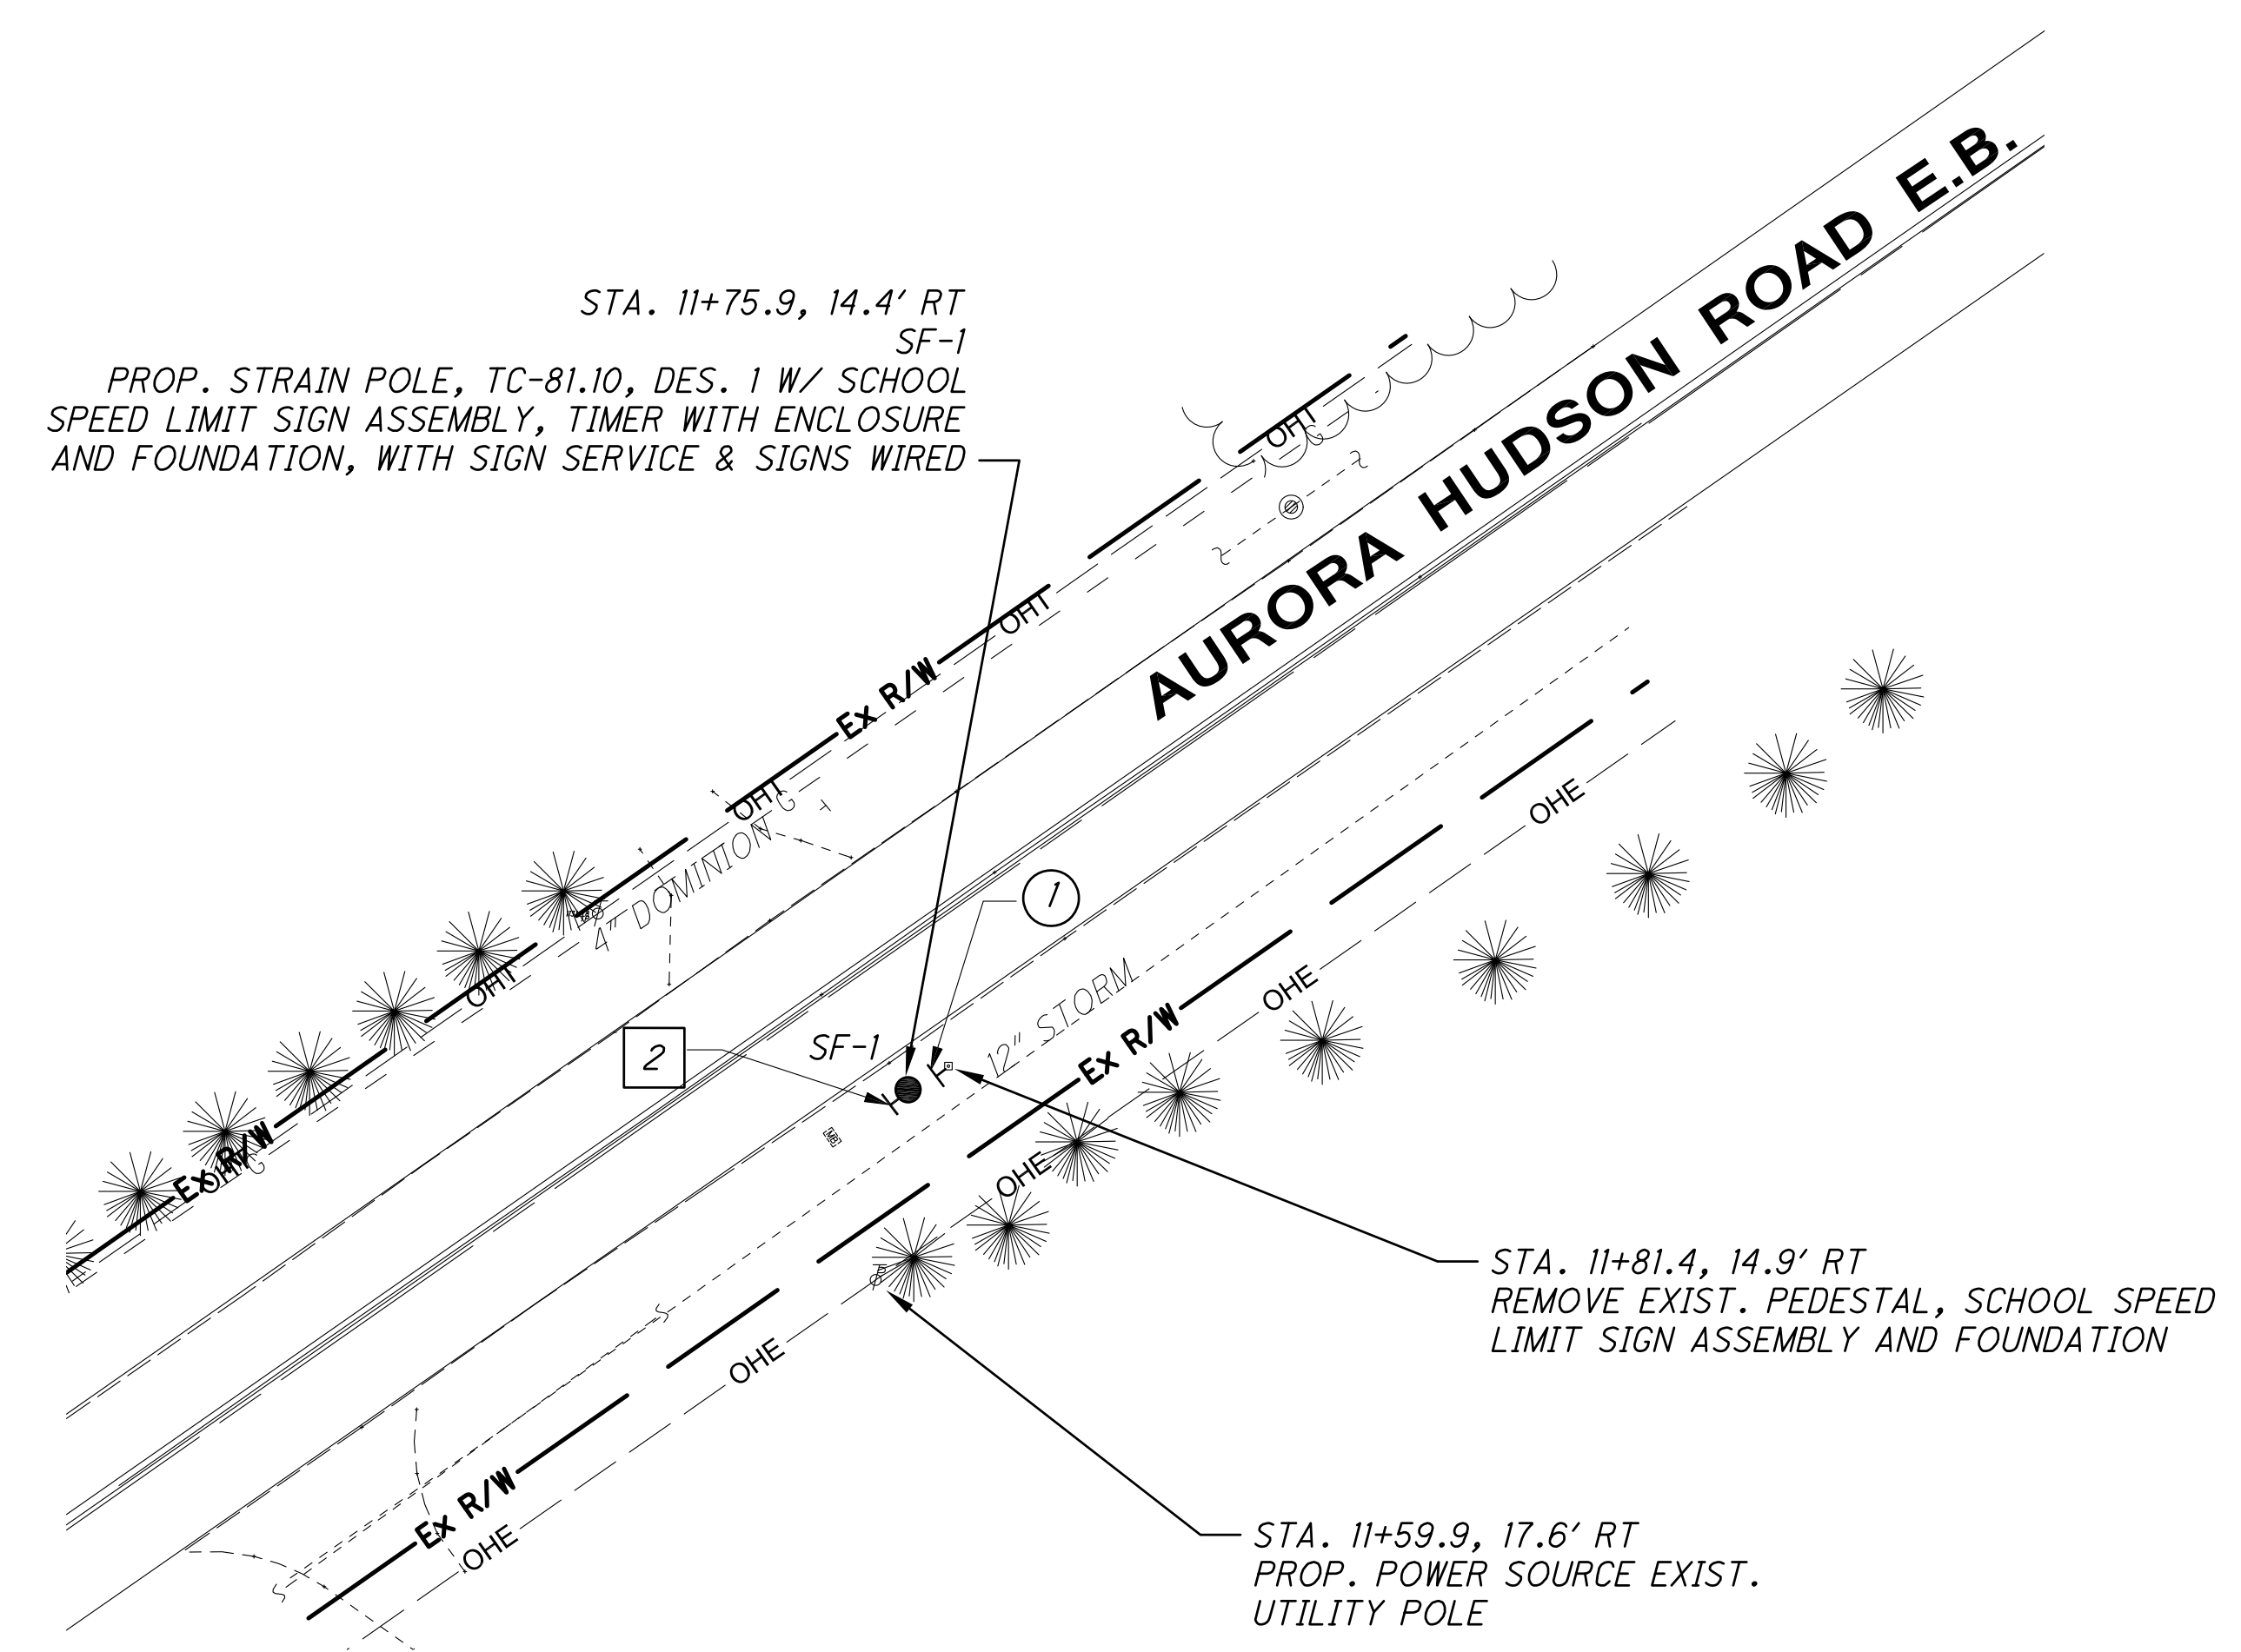 AURORA HUDSON ROAD E.B.
STA. 11+75.9, 14.4' RT
SF-1
PROP. STRAIN POLE, TC-81.10, DES. 1 W/ SCHOOL
SPEED LIMIT SIGN ASSEMBLY, TIMER WITH ENCLOSURE
AND FOUNDATION, WITH SIGN SERVICE & SIGNS WIRED
OHT
G
OHT
Ex R/W
OHT
G
4" DOMINION
OHT
1
2
SF-1
12" STORM
MB
Ex R/W
OHT
G
OHE
OHE
Ex R/W
OHE
OHE
Ex R/W
OHE
STA. 11+81.4, 14.9' RT
REMOVE EXIST. PEDESTAL, SCHOOL SPEED
LIMIT SIGN ASSEMBLY AND FOUNDATION
STA. 11+59.9, 17.6' RT
PROP. POWER SOURCE EXIST.
UTILITY POLE